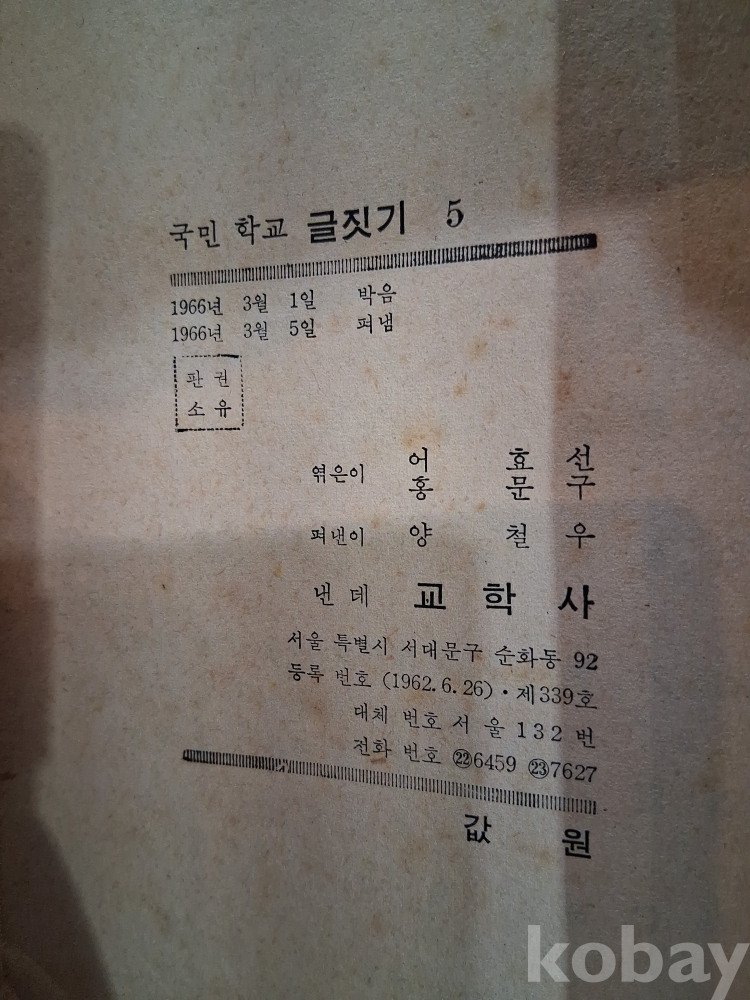 국민 학교 글짓기 5
1966년 3월 1일 박음
1966년 3월 5일 펴냄
판 권
소 유
엮은이 어 효 선
홍 문 구
펴낸이 양 철 우
낸 데 교 학 사
서울 특별시 서대문구 순화동 92
등록 번호 (1962.6.26)·제339호
대체 번호 서 울 132 번
전화 번호 ㉒6459 ㉓7627
값 원
kobay